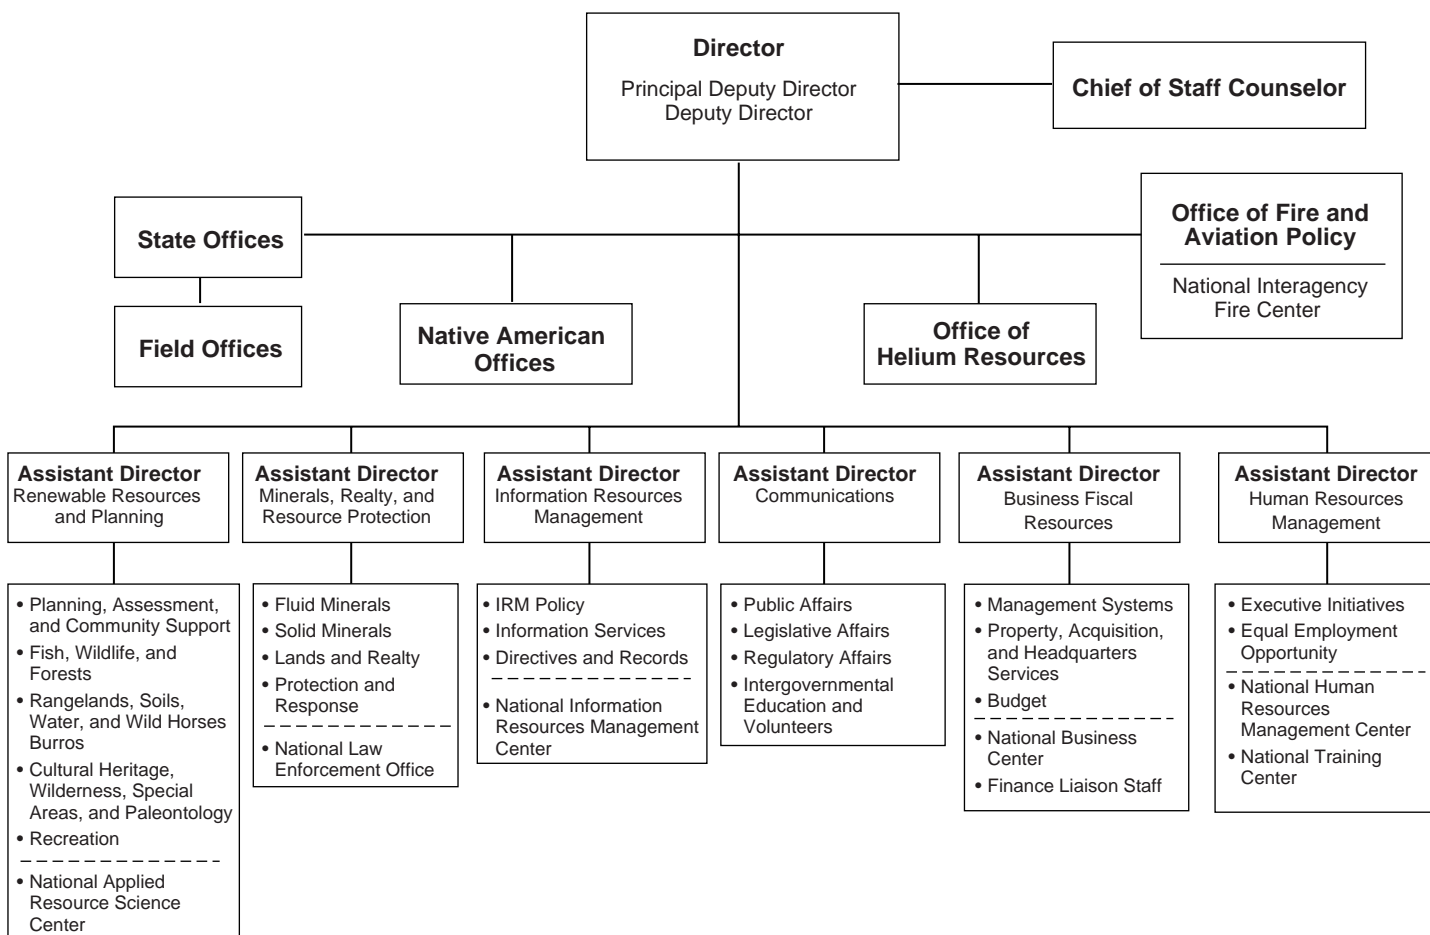 Director
Principal Deputy Director
Deputy Director
Chief of Staff Counselor
State Offices
Field Offices
Native American
Offices
Office of
Helium Resources
Office of Fire and
Aviation Policy
National Interagency
Fire Center
Assistant Director
Renewable Resources
and Planning
Assistant Director
Minerals, Realty, and
Resource Protection
Assistant Director
Information Resources
Management
Assistant Director
Communications
Assistant Director
Business Fiscal
Resources
Assistant Director
Human Resources
Management
• Planning, Assessment,
and Community Support
• Fish, Wildlife, and
Forests
• Rangelands, Soils,
Water, and Wild Horses
Burros
• Cultural Heritage,
Wilderness, Special
Areas, and Paleontology
• Recreation
• National Applied
Resource Science
Center
• Fluid Minerals
• Solid Minerals
• Lands and Realty
• Protection and
Response
• National Law
Enforcement Office
• IRM Policy
• Information Services
• Directives and Records
• National Information
Resources Management
Center
• Public Affairs
• Legislative Affairs
• Regulatory Affairs
• Intergovernmental
Education and
Volunteers
• Management Systems
• Property, Acquisition,
and Headquarters
Services
• Budget
• National Business
Center
• Finance Liaison Staff
• Executive Initiatives
• Equal Employment
Opportunity
• National Human
Resources
Management Center
• National Training
Center